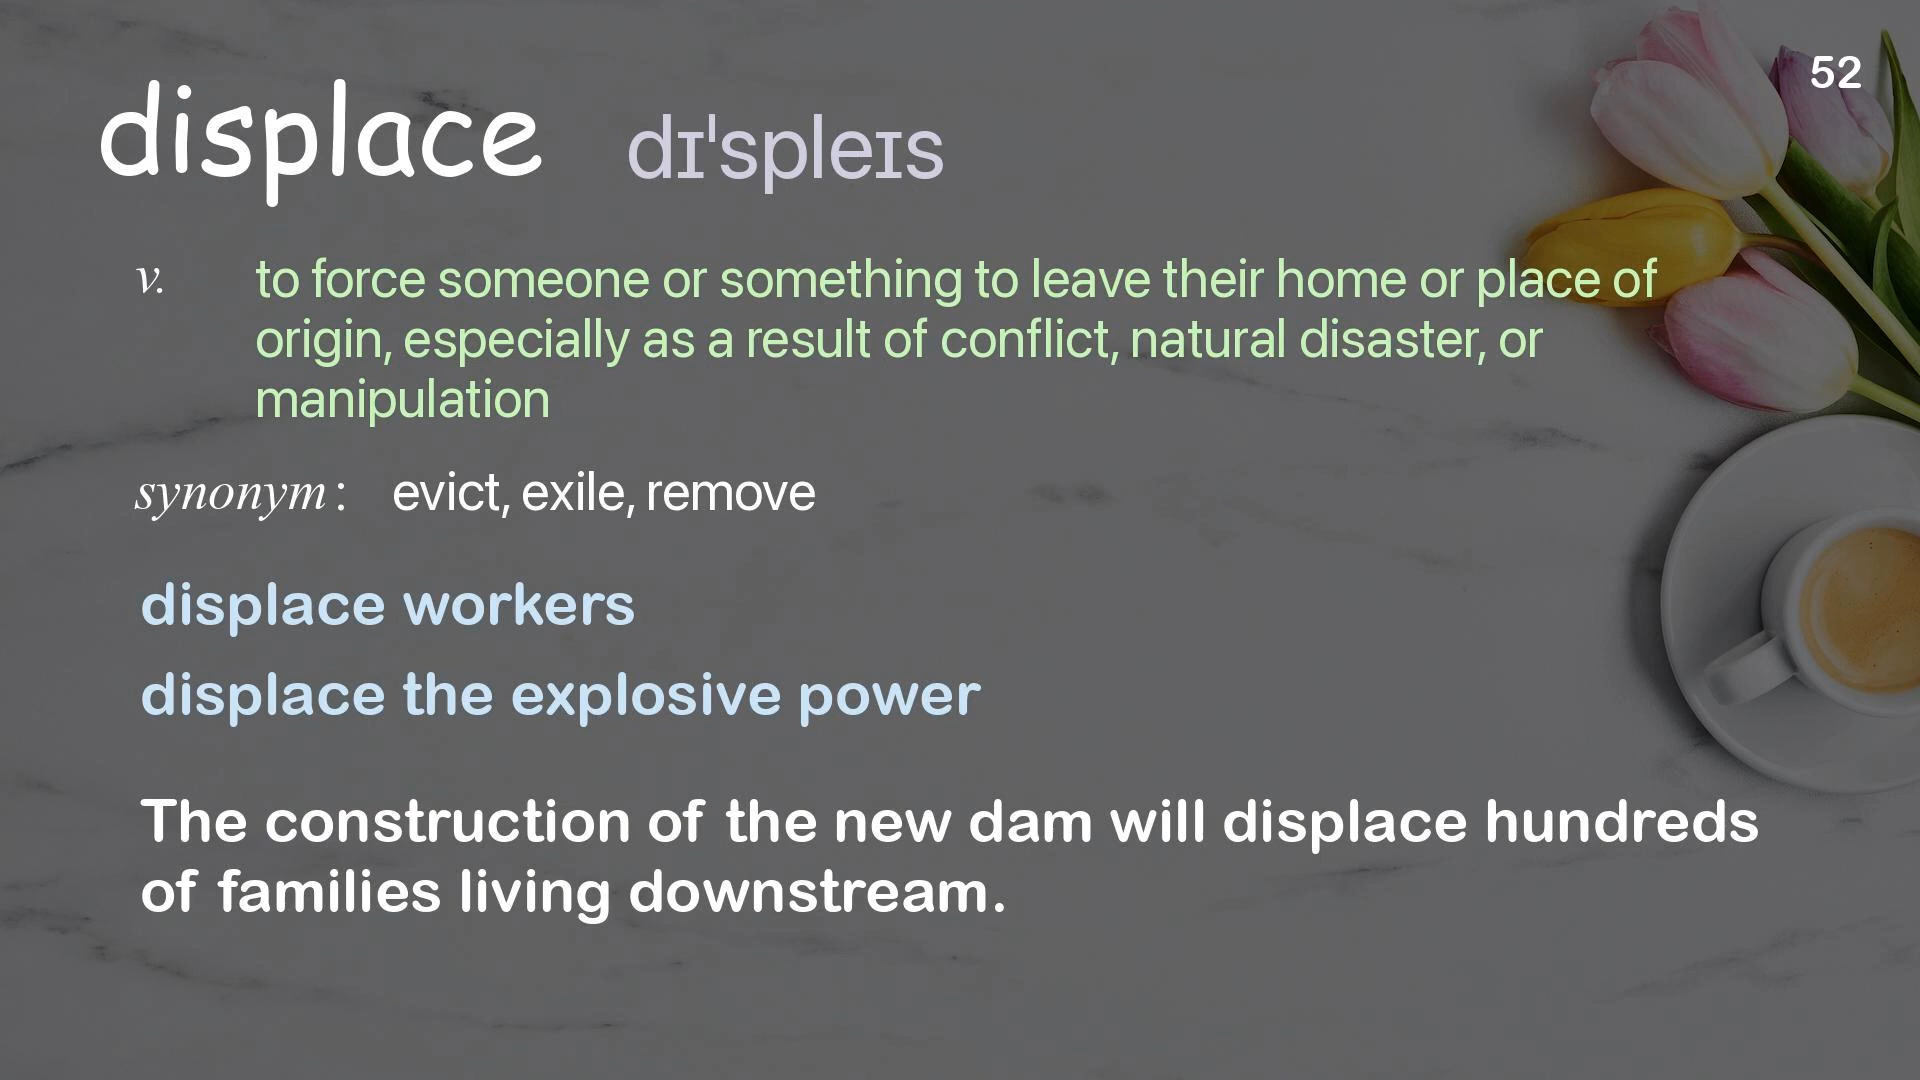 52
displace dɪˈspleɪs
v. to force someone or something to leave their home or place of
origin, especially as a result of conflict, natural disaster, or
manipulation
synonym : evict, exile, remove
displace workers
displace the explosive power
The construction of the new dam will displace hundreds
of families living downstream.